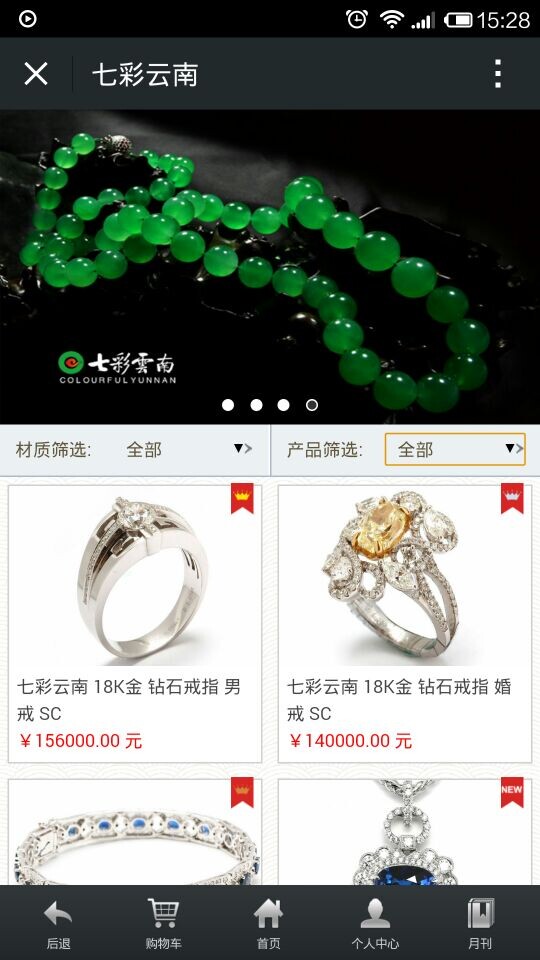 15:28
七彩云南
七彩雲南
COLOURFULYUNNAN
材质筛选: 全部
产品筛选: 全部
七彩云南 18K金 钻石戒指 男
戒 SC
￥156000.00 元
七彩云南 18K金 钻石戒指 婚
戒 SC
￥140000.00 元
NEW
后退
购物车
首页
个人中心
月刊